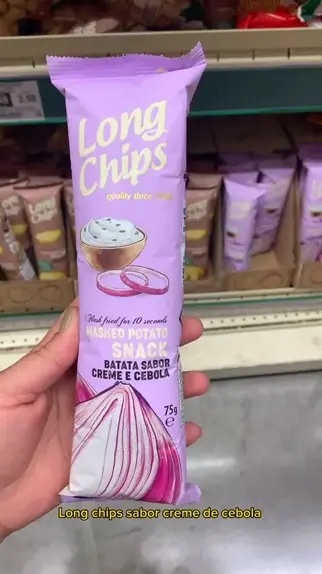 Long
Chips
quality since
flash fried for 10 seconds
MASHED POTATO
SNACK
BATATA SABOR
CREME E CEBOLA
75g
e
Long chips sabor creme de cebola